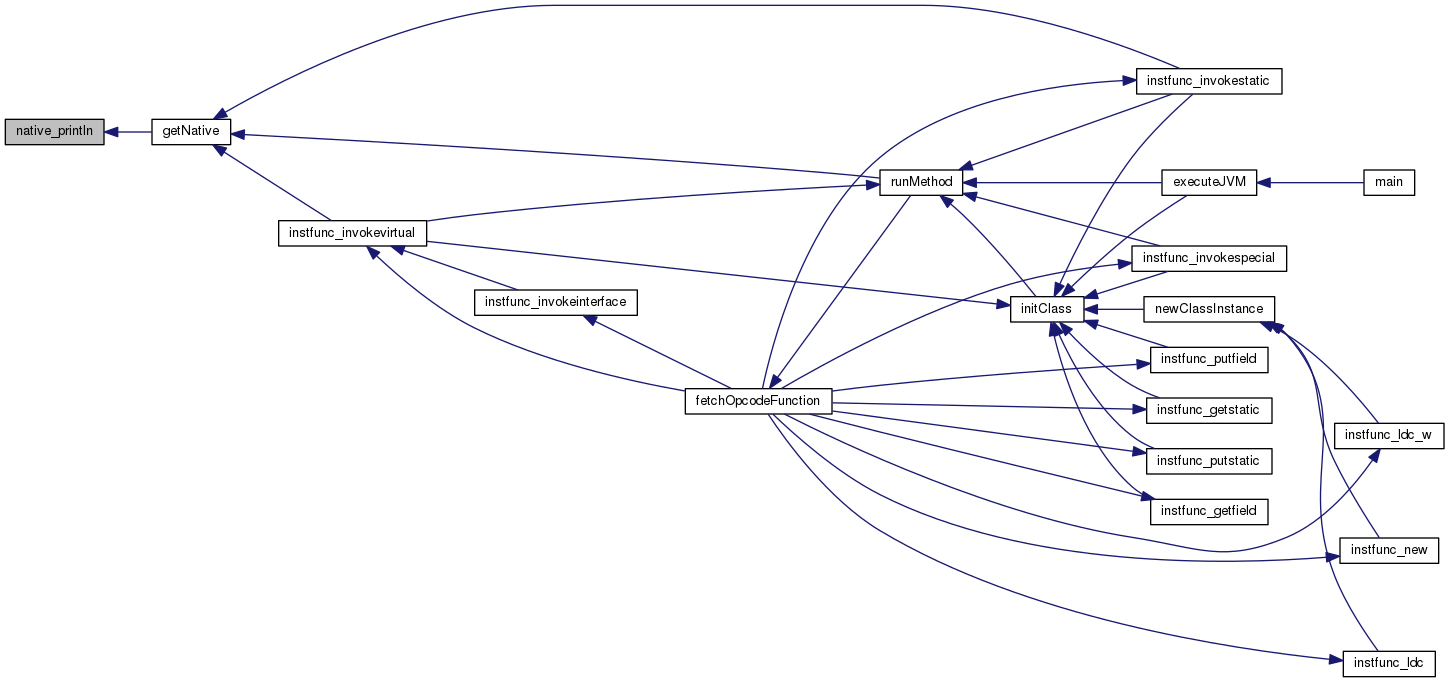 instfunc_invokestatic
native_println
getNative
runMethod
executeJVM
main
instfunc_invokevirtual
instfunc_invokespecial
instfunc_invokeinterface
initClass
newClassInstance
instfunc_putfield
fetchOpcodeFunction
instfunc_getstatic
instfunc_ldc_w
instfunc_putstatic
instfunc_getfield
instfunc_new
instfunc_ldc